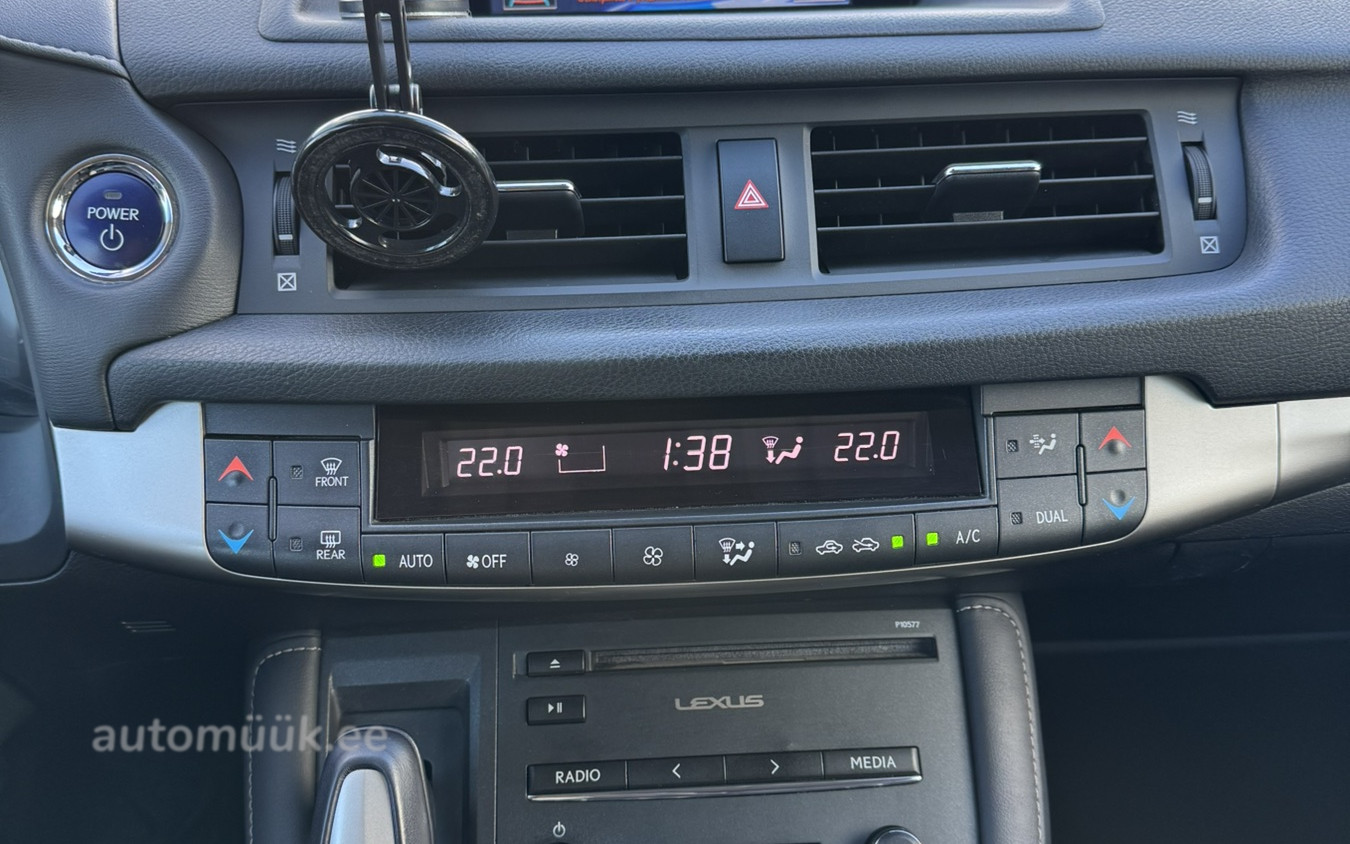 POWER
22.0 1:38 22.0
FRONT
REAR
AUTO
OFF
A/C
DUAL
P10577
LEXUS
RADIO
MEDIA
automüük.ee